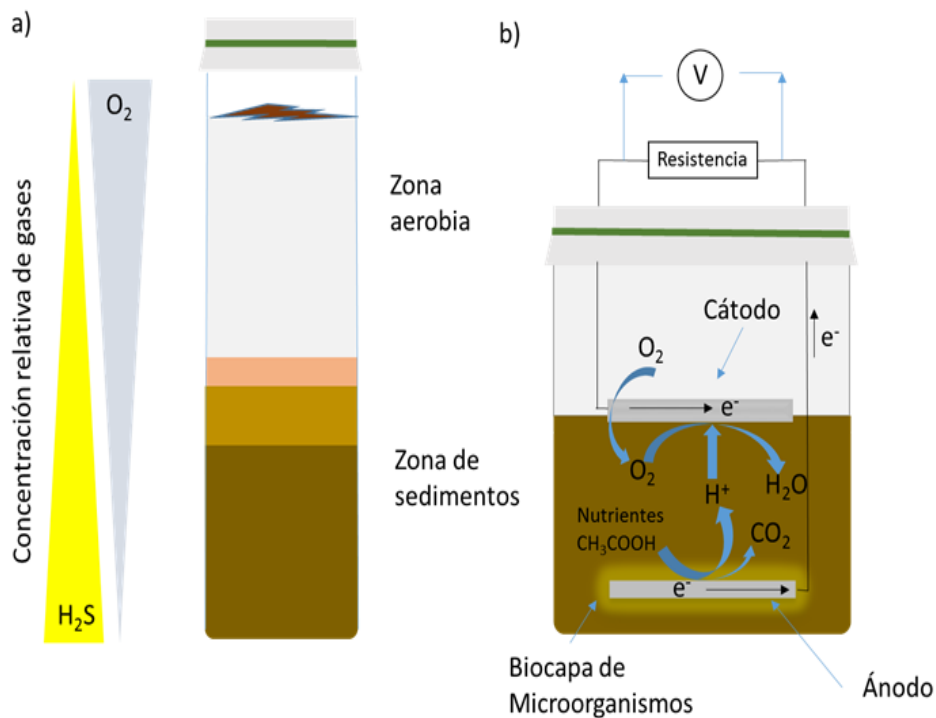 a)
Concentración relativa de gases
O₂
H₂S
Zona
aerobia
Zona de
sedimentos
b)
V
Resistencia
Cátodo
e⁻
O₂
e⁻
O₂
H⁺
H₂O
Nutrientes
CH₃COOH
CO₂
e⁻
Biocapa de
Microorganismos
Ánodo